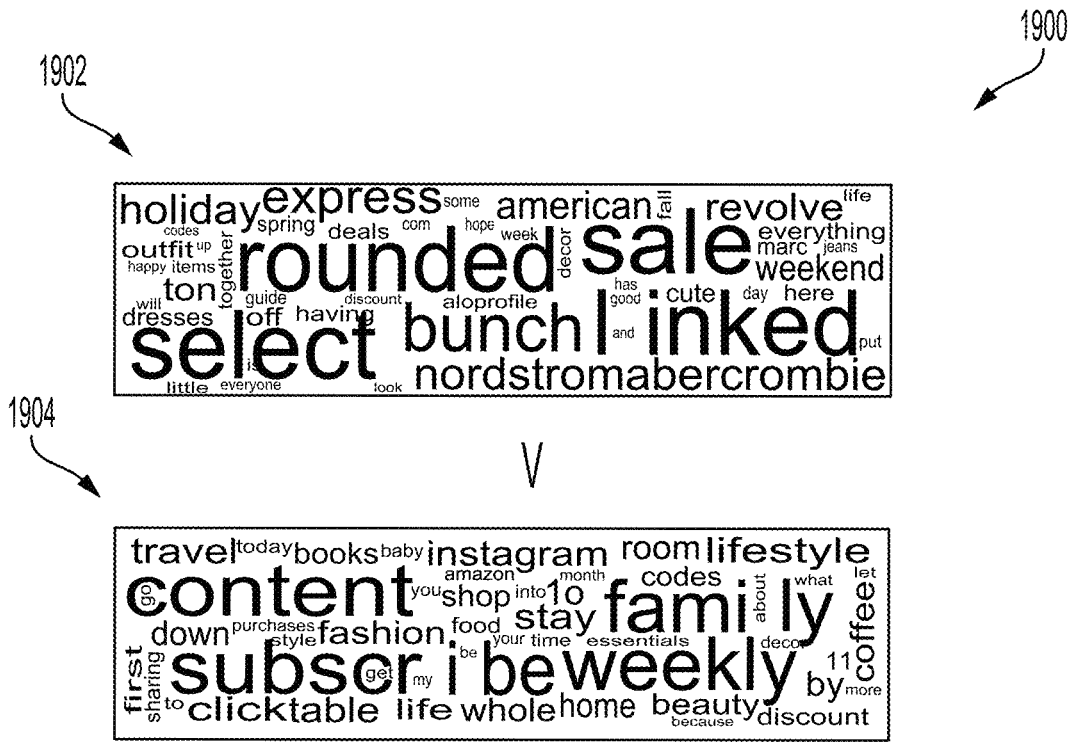 1900
1902
holiday express some american fall revolve life
codes spring deals com hope week everything
outfit up together rounded decor sale marc jeans
happy items weekend
ton guide discount aloprofile has good inked cute day here
will off having bunch l and put
dresses select
is nordstromabercrombie
little everyone look
1904
V
travel today books baby instagram room lifestyle
content go you amazon month codes what let
shop into 10 family about coffee
down purchases fashion food stay
style your time essentials decor
first sharing subscribe be weekly 11
get my by more
to clicktable life whole home beauty discount
because